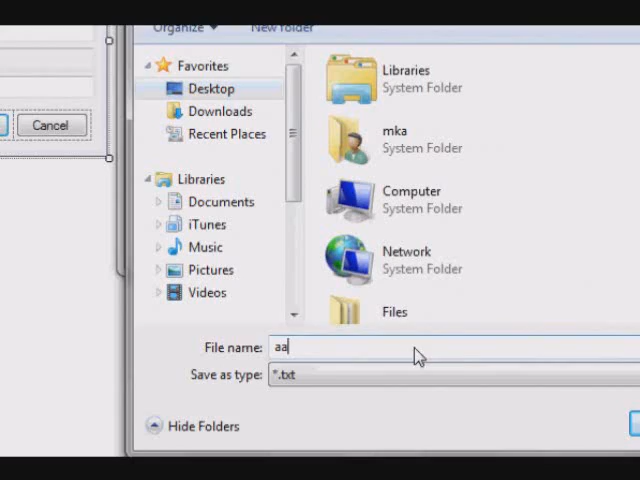 Organize
New folder
Favorites
Desktop
Downloads
Recent Places
Libraries
Documents
iTunes
Music
Pictures
Videos
Libraries
System Folder
mka
System Folder
Computer
System Folder
Network
System Folder
Files
Cancel
File name: aa
Save as type: *.txt
Hide Folders